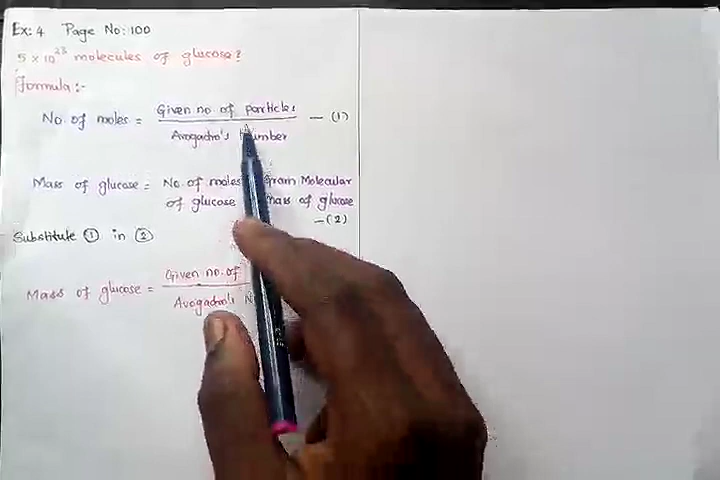 Ex: 4 Page No: 100
5 x 10²³ molecules of glucose?
Formula:-
No. of moles = Given no of particles / Avogadro's Number — (1)
Mass of glucose = No. of moles of glucose Gram Molecular mass of glucose — (2)
Substitute ① in ②
Mass of glucose = Given no. of / Avogadro's